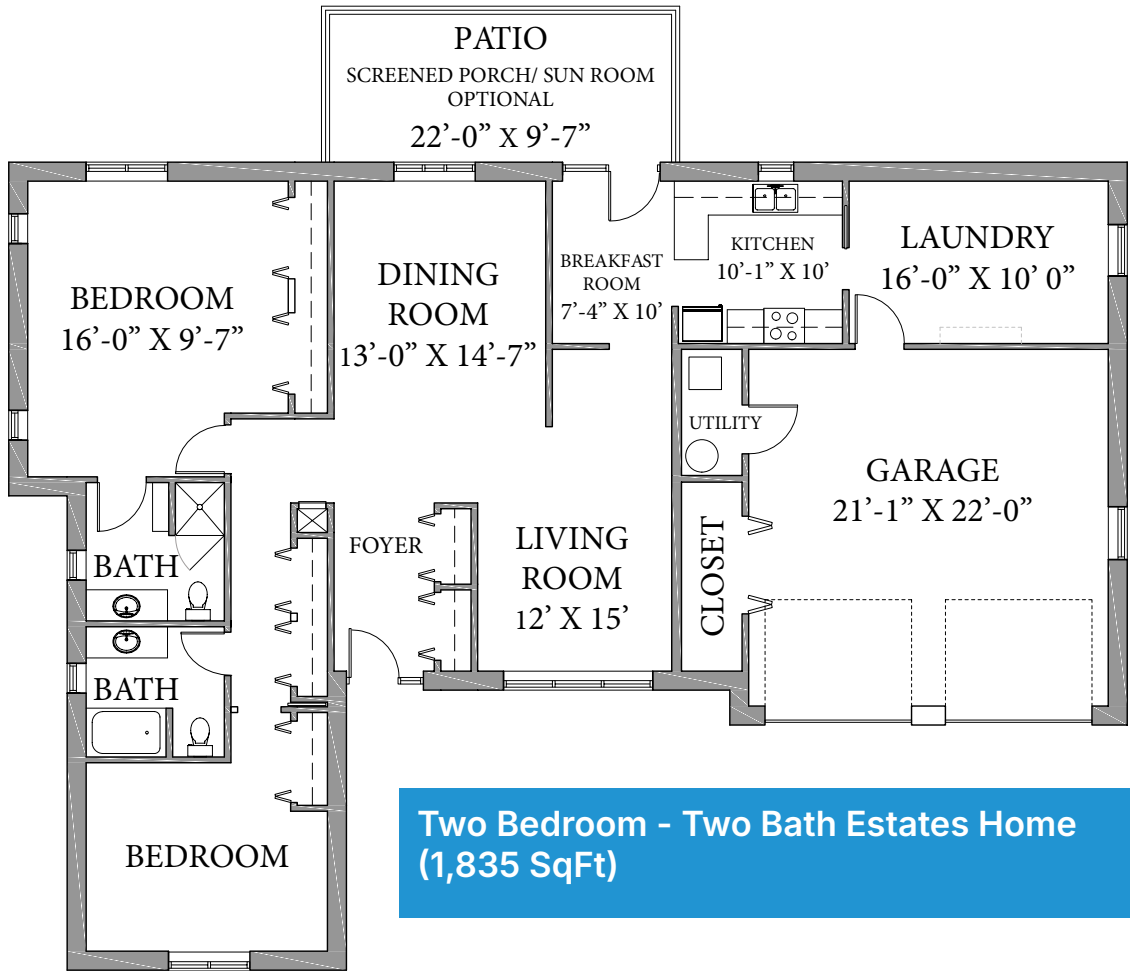 PATIO
SCREENED PORCH/ SUN ROOM
OPTIONAL
22’-0” X 9’-7”
BEDROOM
16’-0” X 9’-7”
DINING
ROOM
13’-0” X 14’-7”
BREAKFAST
ROOM
7’-4” X 10’
KITCHEN
10’-1” X 10’
LAUNDRY
16’-0” X 10’ 0”
UTILITY
GARAGE
21’-1” X 22’-0”
CLOSET
LIVING
ROOM
12’ X 15’
FOYER
BATH
BATH
BEDROOM
Two Bedroom - Two Bath Estates Home
(1,835 SqFt)